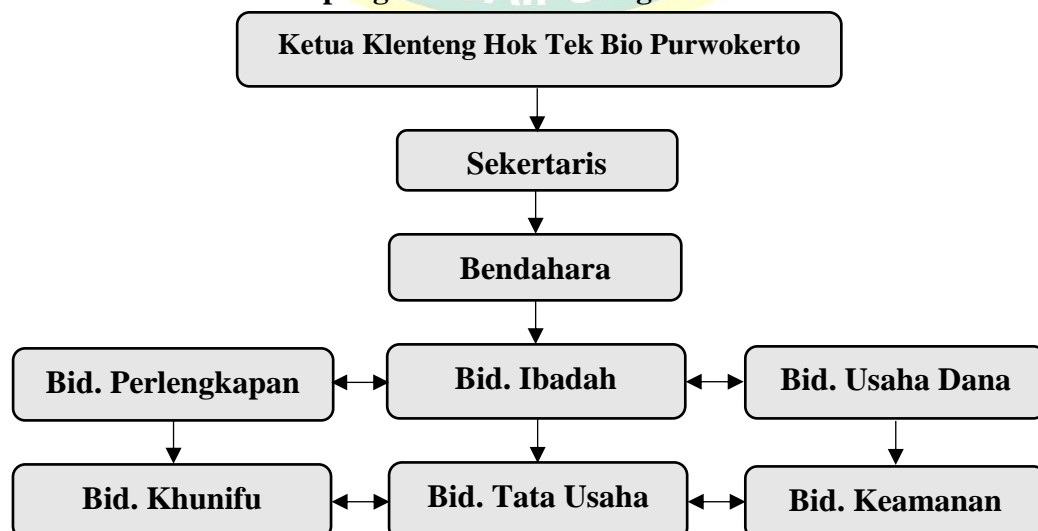 Ketua Klenteng Hok Tek Bio Purwokerto
Sekertaris
Bendahara
Bid. Perlengkapan
Bid. Ibadah
Bid. Usaha Dana
Bid. Khunifu
Bid. Tata Usaha
Bid. Keamanan